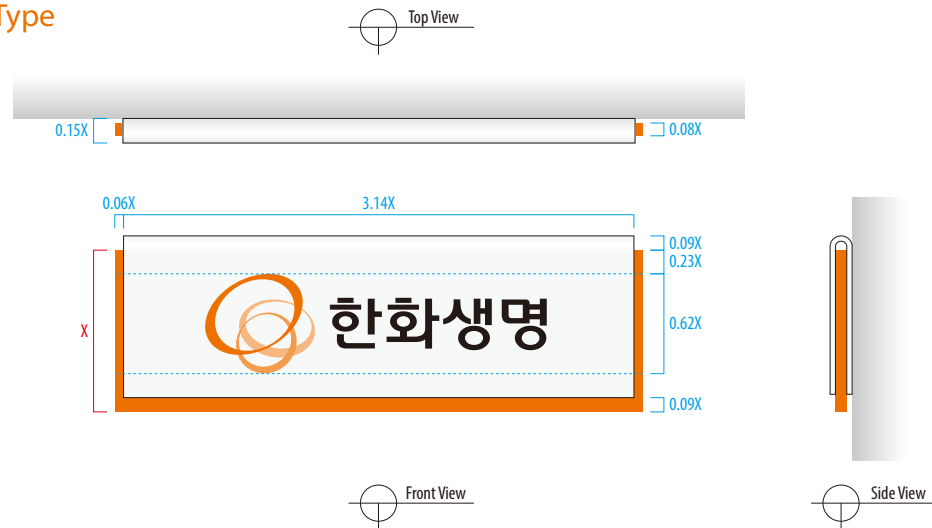 Type
Top View
0.15X
0.08X
0.06X
3.14X
0.09X
0.23X
X
한화생명
0.62X
0.09X
Front View
Side View